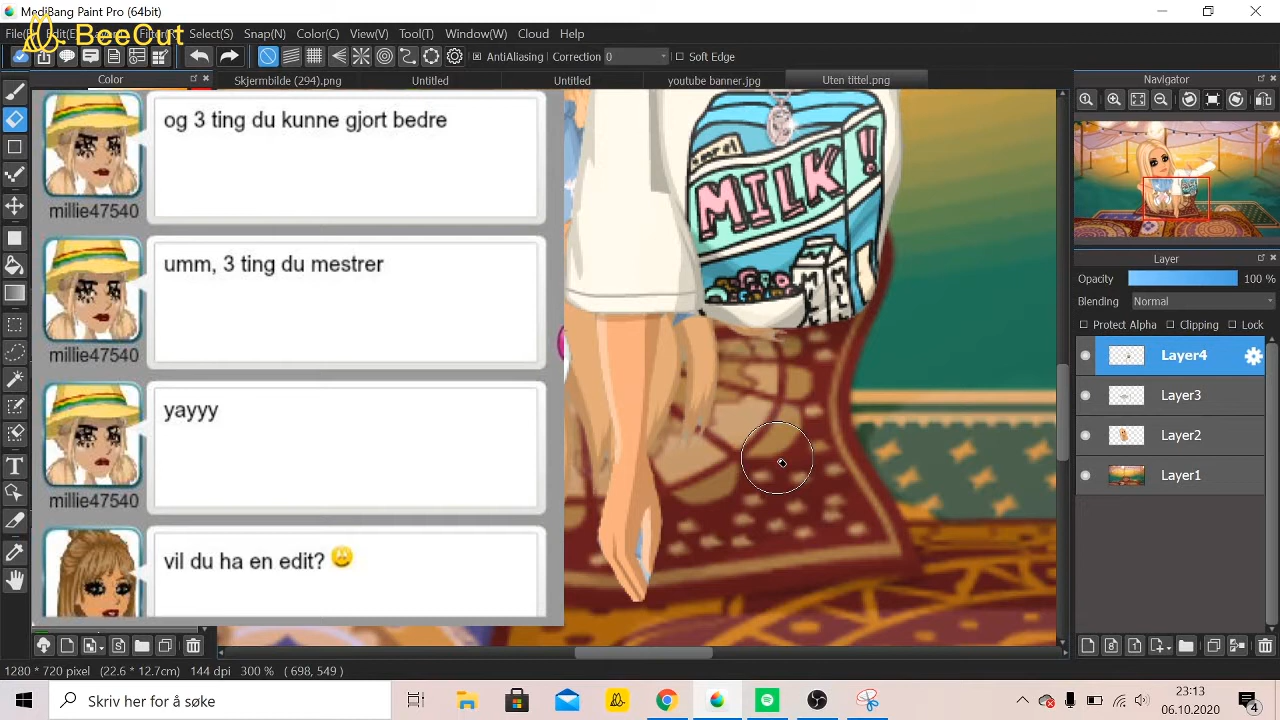 MediBang Paint Pro (64bit)
BeeCut
Select(S) Snap(N) Color(C) View(V) Tool(T) Window(W) Cloud Help
AntiAliasing Correction 0 Soft Edge
Color
Skjermbilde (294).png Untitled Untitled youtube banner.jpg Uten tittel.png
Navigator
og 3 ting du kunne gjort bedre
millie47540
umm, 3 ting du mestrer
millie47540
yayyy
millie47540
vil du ha en edit?
MILK!
Layer
Opacity 100 %
Blending Normal
Protect Alpha Clipping Lock
Layer4
Layer3
Layer2
Layer1
1280 * 720 pixel (22.6 * 12.7cm) 144 dpi 300 % ( 698, 549 )
Skriv her for å søke
23:13
06.10.2020
4